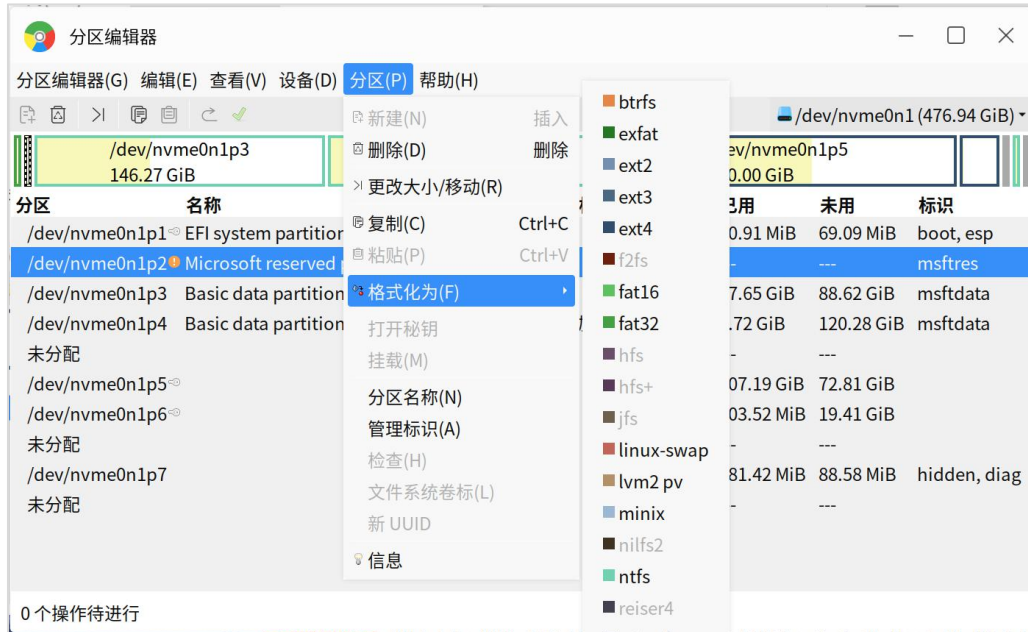 分区编辑器
分区编辑器(G) 编辑(E) 查看(V) 设备(D) 分区(P) 帮助(H)
/dev/nvme0n1 (476.94 GiB)
/dev/nvme0n1p3
146.27 GiB
ev/nvme0n1p5
0.00 GiB
分区 名称 已用 未用 标识
/dev/nvme0n1p1 EFI system partition 0.91 MiB 69.09 MiB boot, esp
/dev/nvme0n1p2 Microsoft reserved --- msftres
/dev/nvme0n1p3 Basic data partition 7.65 GiB 88.62 GiB msftdata
/dev/nvme0n1p4 Basic data partition .72 GiB 120.28 GiB msftdata
未分配 ---
/dev/nvme0n1p5 07.19 GiB 72.81 GiB
/dev/nvme0n1p6 03.52 MiB 19.41 GiB
未分配 ---
/dev/nvme0n1p7 81.42 MiB 88.58 MiB hidden, diag
未分配 ---
新建(N) 插入
删除(D) 删除
更改大小/移动(R)
复制(C) Ctrl+C
粘贴(P) Ctrl+V
格式化为(F)
打开秘钥
挂载(M)
分区名称(N)
管理标识(A)
检查(H)
文件系统卷标(L)
新 UUID
信息
btrfs
exfat
ext2
ext3
ext4
f2fs
fat16
fat32
hfs
hfs+
jfs
linux-swap
lvm2 pv
minix
nilfs2
ntfs
reiser4
0 个操作待进行